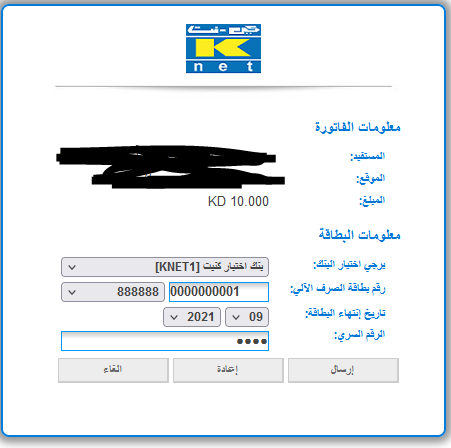 كي-نت
K
net
معلومات الفاتورة
المستفيد:
الموقع:
المبلغ: KD 10.000
معلومات البطاقة
يرجي اختيار البنك: بنك اختبار كنيت [KNET1]
رقم بطاقة الصرف الآلي: 0000000001 888888
تاريخ إنتهاء البطاقة: 09 2021
الرقم السري: ••••
إرسال إعادة الغاء